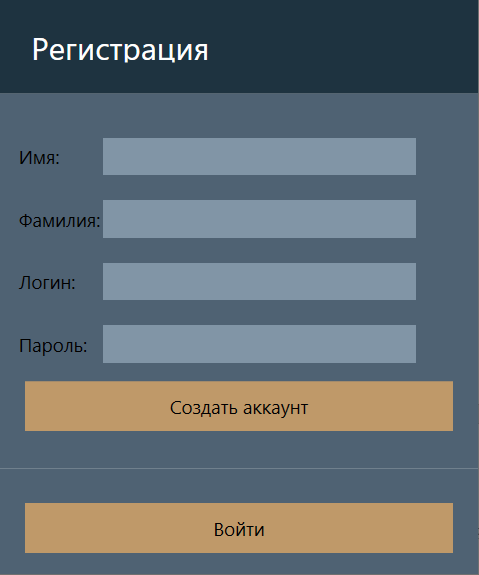 Регистрация
Имя:
Фамилия:
Логин:
Пароль:
Создать аккаунт
Войти